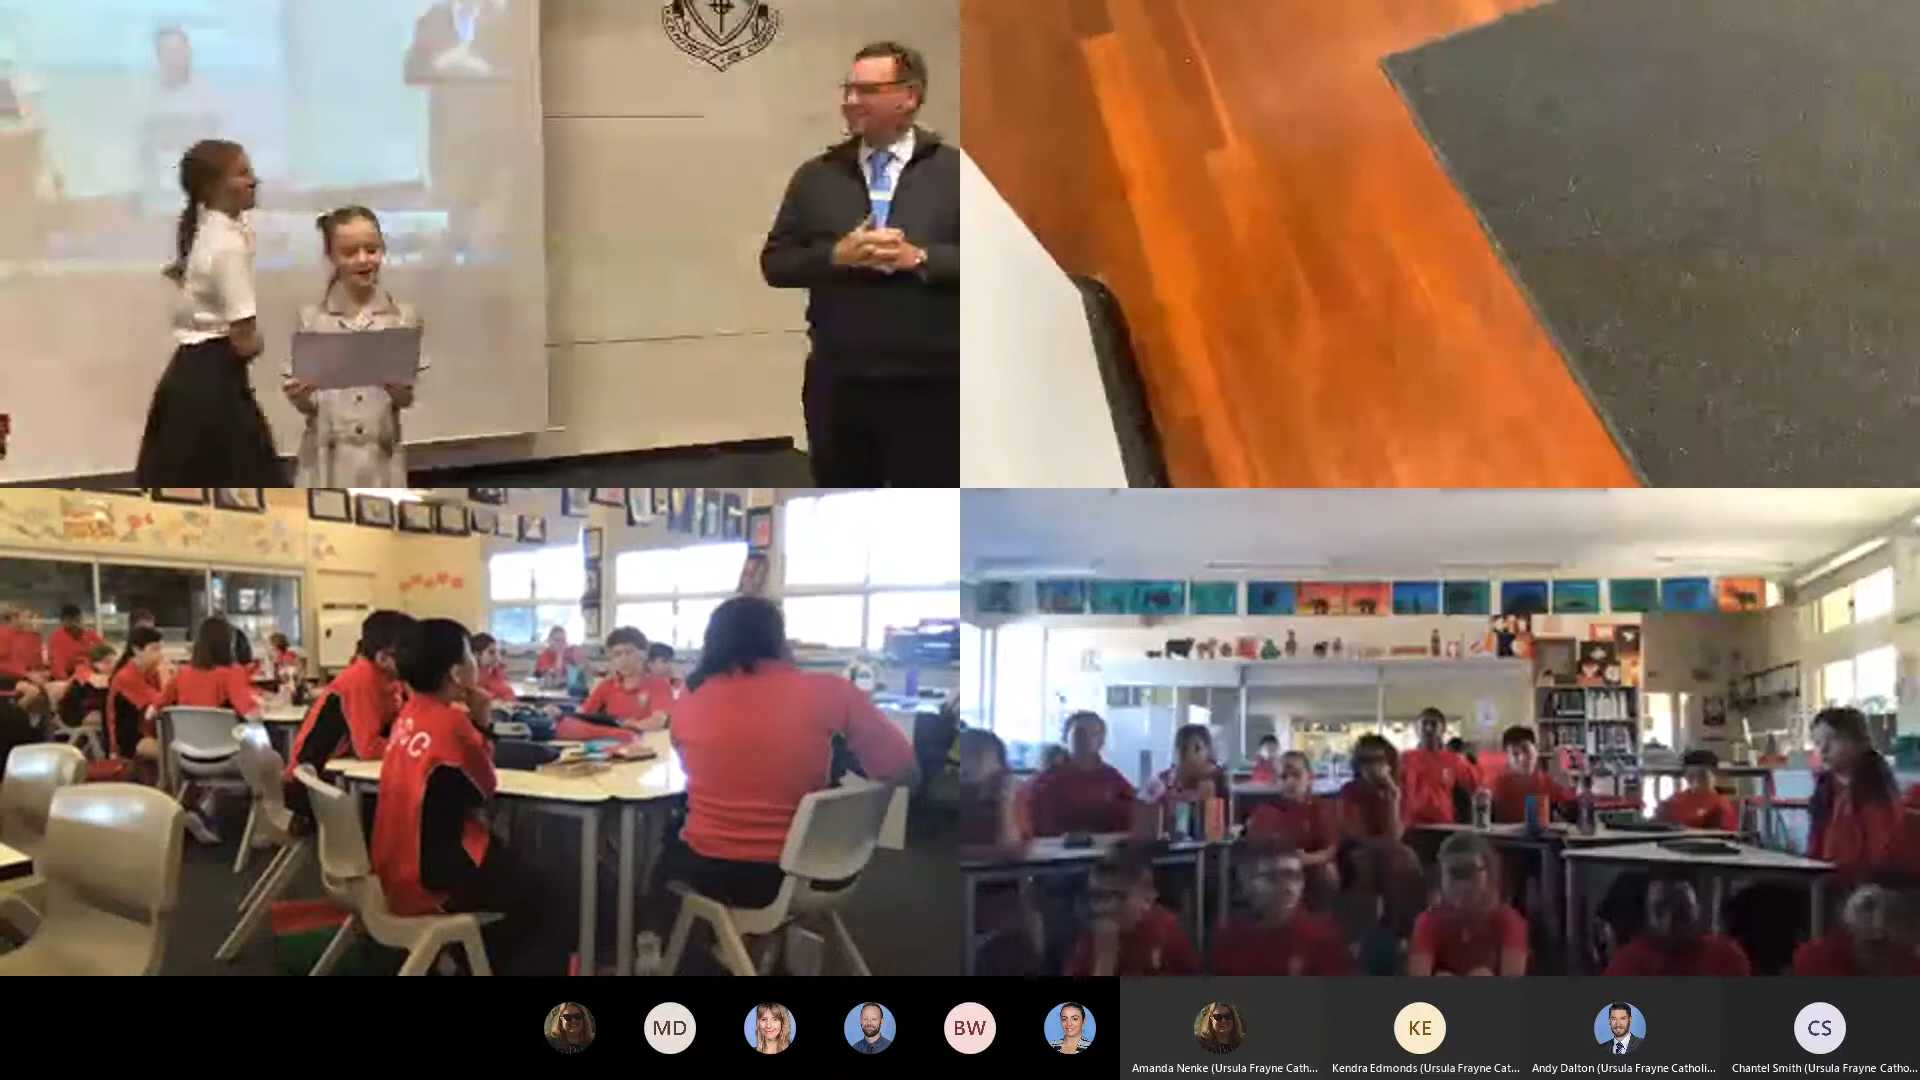 MD
BW
KE
CS
Amanda Nenke (Ursula Frayne Cath...
Kendra Edmonds (Ursula Frayne Cat...
Andy Dalton (Ursula Frayne Catholi...
Chantel Smith (Ursula Frayne Catho...